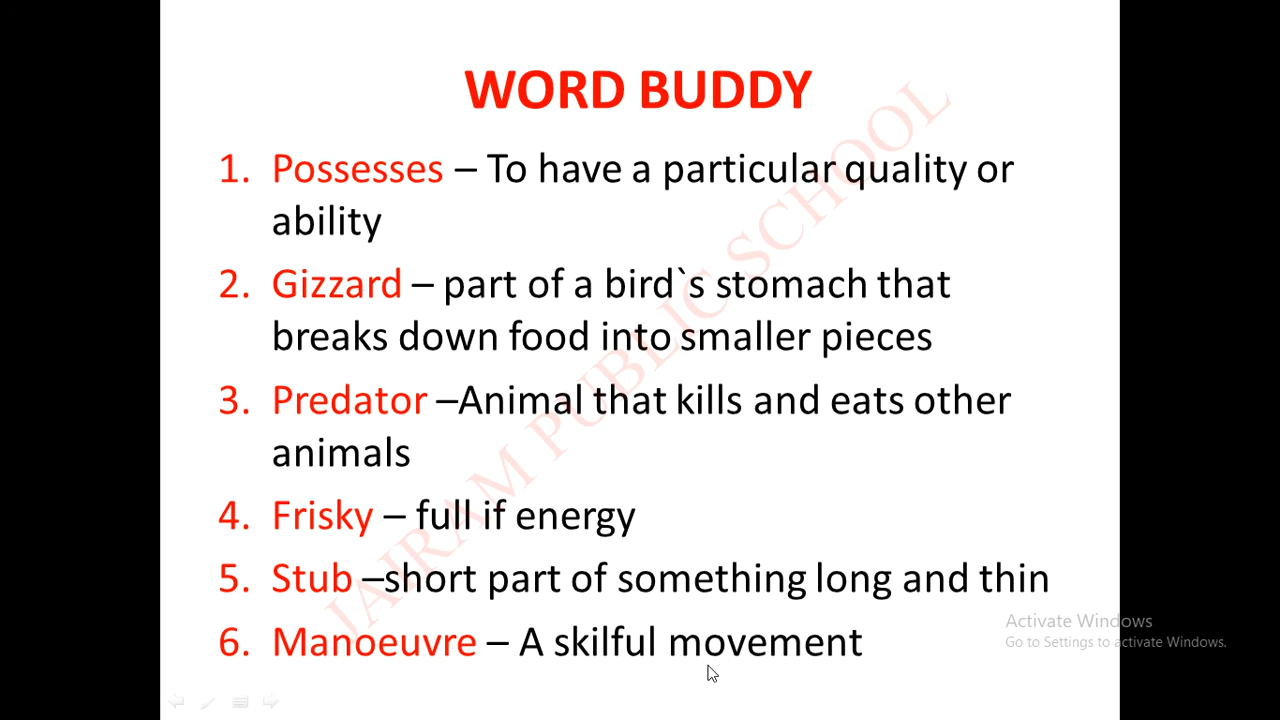 WORD BUDDY
1. Possesses – To have a particular quality or
ability
2. Gizzard – part of a bird`s stomach that
breaks down food into smaller pieces
3. Predator –Animal that kills and eats other
animals
4. Frisky – full if energy
5. Stub –short part of something long and thin
6. Manoeuvre – A skilful movement
JAIRAM PUBLIC SCHOOL
Activate Windows
Go to Settings to activate Windows.